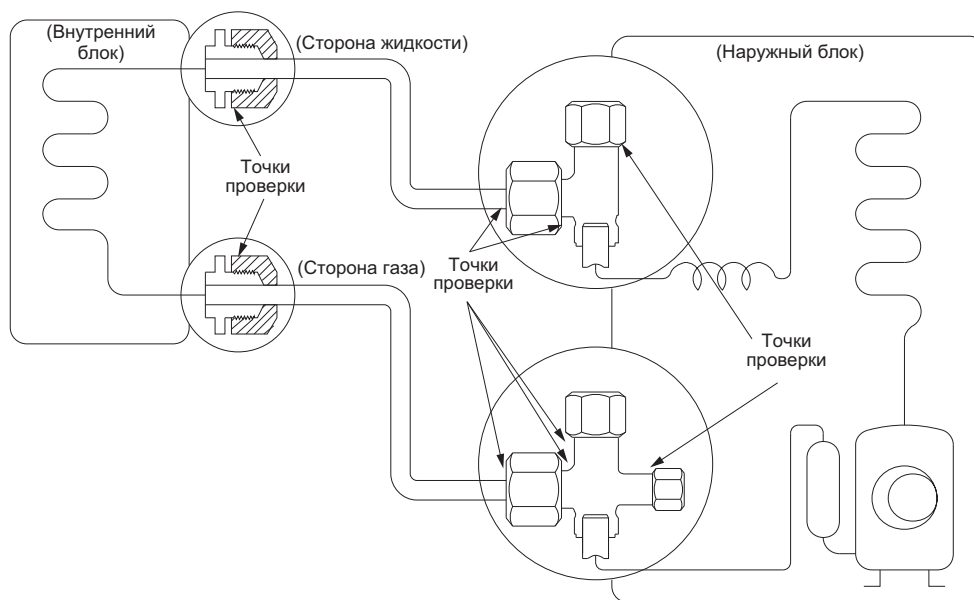 (Внутренний
блок)
(Сторона жидкости)
(Наружный блок)
Точки
проверки
(Сторона газа)
Точки
проверки
Точки
проверки